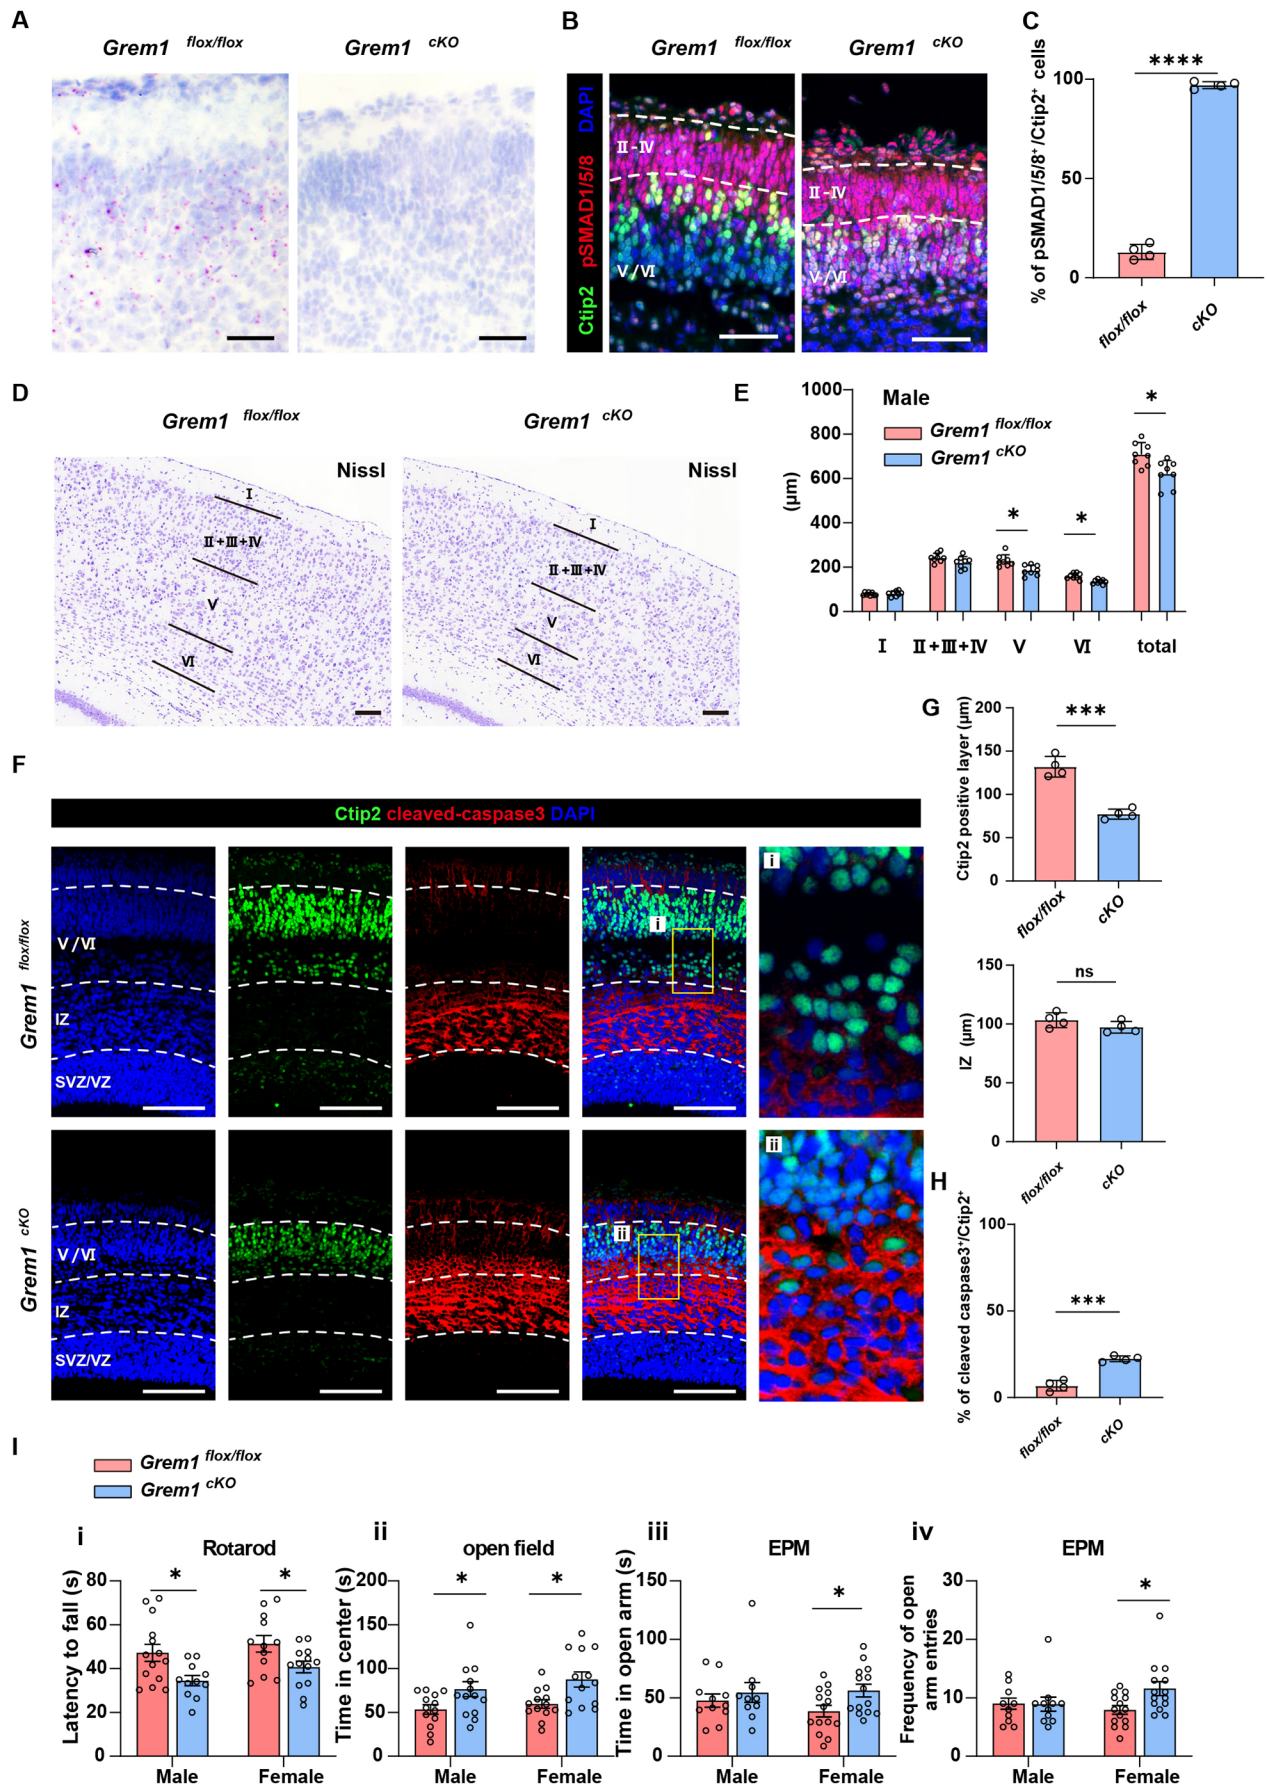 A
Grem1 flox/flox
Grem1 cKO
B
Grem1 flox/flox
Grem1 cKO
Ctip2 pSMAD1/5/8 DAPI
II-IV
V/VI
II-IV
V/VI
C
****
% of pSMAD1/5/8+/Ctip2+ cells
100
50
0
flox/flox
cKO
D
Grem1 flox/flox
Grem1 cKO
Nissl
I
II+III+IV
V
VI
Nissl
I
II+III+IV
V
VI
E
Male
Grem1 flox/flox
Grem1 cKO
(μm)
1000
800
600
400
200
0
*
*
*
I
II+III+IV
V
VI
total
F
Ctip2 cleaved-caspase3 DAPI
Grem1 flox/flox
V/VI
IZ
SVZ/VZ
i
i
Grem1 cKO
V/VI
IZ
SVZ/VZ
ii
ii
G
Ctip2 positive layer (μm)
200
150
100
50
0
***
flox/flox
cKO
IZ (μm)
150
100
50
0
ns
flox/flox
cKO
H
% of cleaved caspase3+/Ctip2+
100
50
0
***
flox/flox
cKO
I
Grem1 flox/flox
Grem1 cKO
i
Rotarod
Latency to fall (s)
80
60
40
20
0
*
*
Male
Female
ii
open field
Time in center (s)
200
150
100
50
0
*
*
Male
Female
iii
EPM
Time in open arm (s)
150
100
50
0
*
Male
Female
iv
EPM
Frequency of open
arm entries
30
20
10
0
*
Male
Female